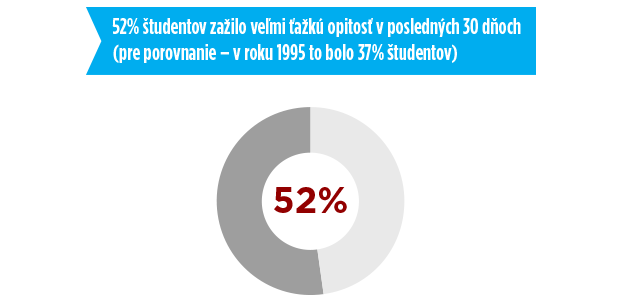 52% študentov zažilo veľmi ťažkú opitosť v posledných 30 dňoch
(pre porovnanie – v roku 1995 to bolo 37% študentov)
52%